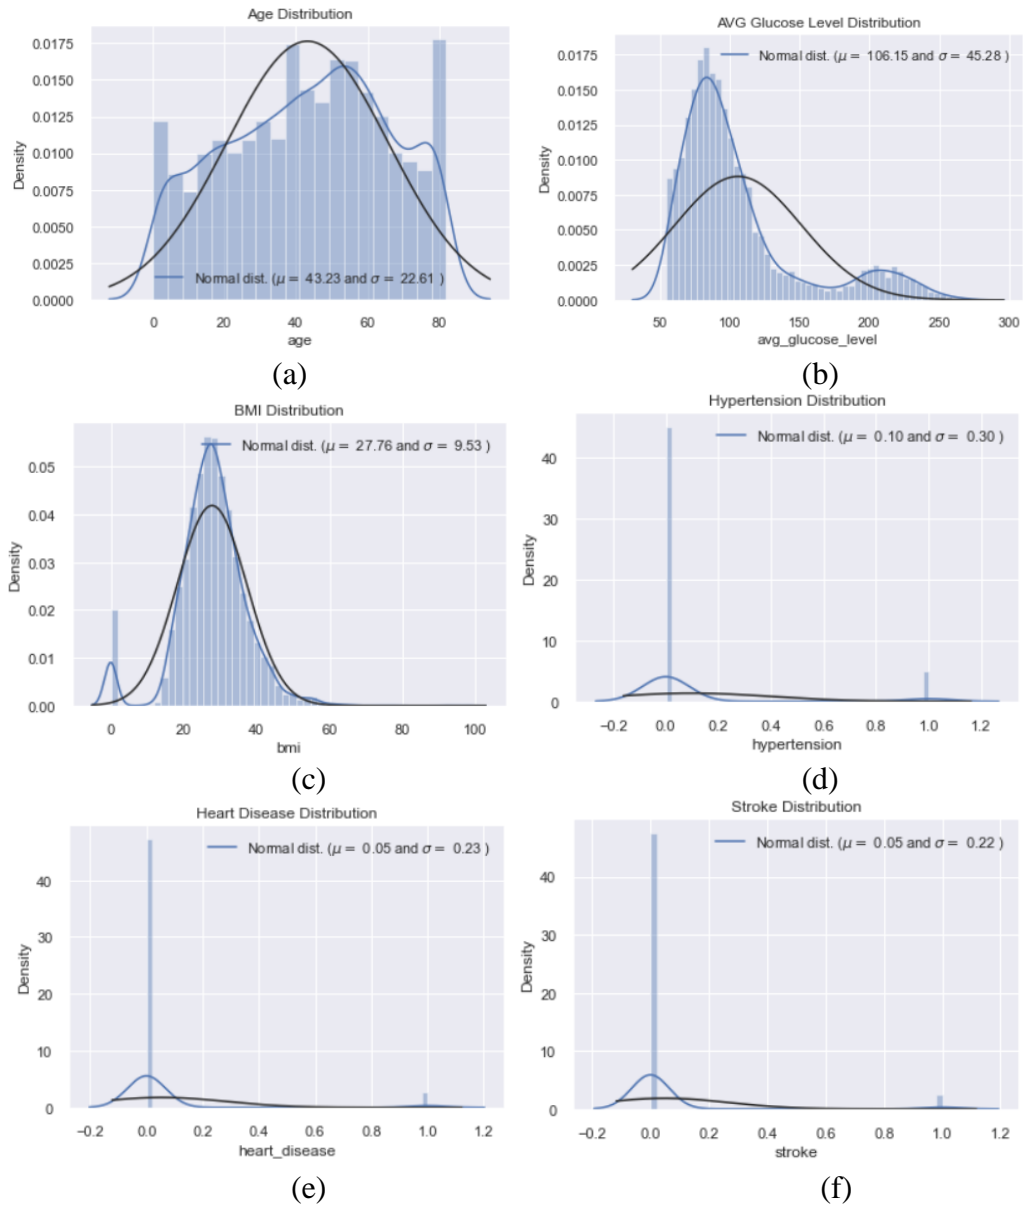 Age Distribution
0.0175
0.0150
0.0125
0.0100
0.0075
0.0050
0.0025
0.0000
Density
Normal dist. (μ = 43.23 and σ = 22.61 )
0 20 40 60 80
age
(a)
AVG Glucose Level Distribution
0.0175
0.0150
0.0125
0.0100
0.0075
0.0050
0.0025
0.0000
Density
Normal dist. (μ = 106.15 and σ = 45.28 )
50 100 150 200 250 300
avg_glucose_level
(b)
BMI Distribution
0.05
0.04
0.03
0.02
0.01
0.00
Density
Normal dist. (μ = 27.76 and σ = 9.53 )
0 20 40 60 80 100
bmi
(c)
Hypertension Distribution
40
30
20
10
0
Density
Normal dist. (μ = 0.10 and σ = 0.30 )
−0.2 0.0 0.2 0.4 0.6 0.8 1.0 1.2
hypertension
(d)
Heart Disease Distribution
40
30
20
10
0
Density
Normal dist. (μ = 0.05 and σ = 0.23 )
−0.2 0.0 0.2 0.4 0.6 0.8 1.0 1.2
heart_disease
(e)
Stroke Distribution
40
30
20
10
0
Density
Normal dist. (μ = 0.05 and σ = 0.22 )
−0.2 0.0 0.2 0.4 0.6 0.8 1.0 1.2
stroke
(f)